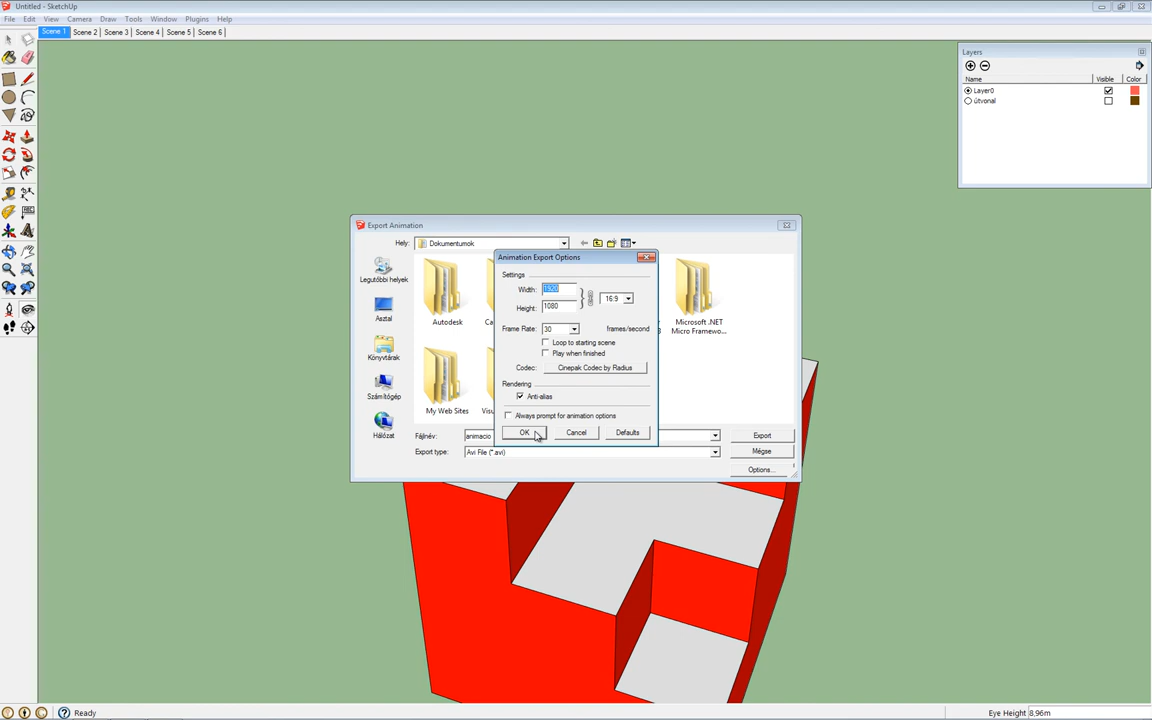 Untitled - SketchUp
File Edit View Camera Draw Tools Window Plugins Help
Scene 1 Scene 2 Scene 3 Scene 4 Scene 5 Scene 6
Layers
Name Visible Color
Layer0
útvonal
Export Animation
Hely: Dokumentumok
Legutóbbi helyek
Asztal
Könyvtárak
Számítógép
Hálózat
Autodesk
My Web Sites
Microsoft .NET
Micro Framewo...
Animation Export Options
Settings
Width: 1920
Height: 1080
16:9
Frame Rate: 30 frames/second
Loop to starting scene
Play when finished
Codec: Cinepak Codec by Radius
Rendering
Anti-alias
Always prompt for animation options
OK Cancel Defaults
Fájlnév: animacio
Export
Export type: Avi File (*.avi)
Mégse
Options...
Ready
Eye Height 8,96m